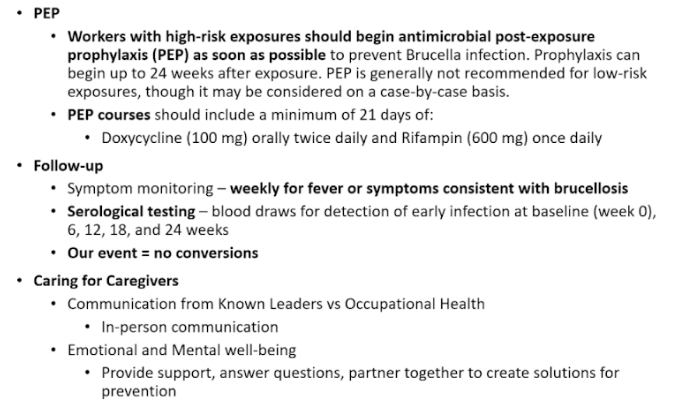 • PEP
• Workers with high-risk exposures should begin antimicrobial post-exposure
prophylaxis (PEP) as soon as possible to prevent Brucella infection. Prophylaxis can
begin up to 24 weeks after exposure. PEP is generally not recommended for low-risk
exposures, though it may be considered on a case-by-case basis.
• PEP courses should include a minimum of 21 days of:
• Doxycycline (100 mg) orally twice daily and Rifampin (600 mg) once daily
• Follow-up
• Symptom monitoring – weekly for fever or symptoms consistent with brucellosis
• Serological testing – blood draws for detection of early infection at baseline (week 0),
6, 12, 18, and 24 weeks
• Our event = no conversions
• Caring for Caregivers
• Communication from Known Leaders vs Occupational Health
• In-person communication
• Emotional and Mental well-being
• Provide support, answer questions, partner together to create solutions for
prevention